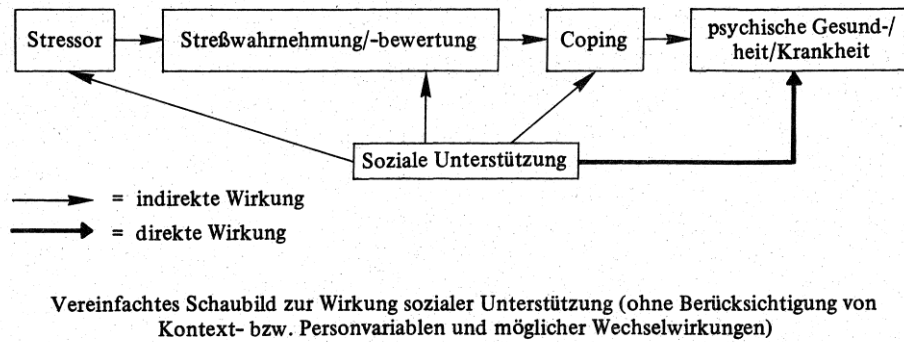 Stressor
Streßwahrnehmung/-bewertung
Coping
psychische Gesund-/
heit/Krankheit
Soziale Unterstützung
= indirekte Wirkung
= direkte Wirkung
Vereinfachtes Schaubild zur Wirkung sozialer Unterstützung (ohne Berücksichtigung von
Kontext- bzw. Personvariablen und möglicher Wechselwirkungen)